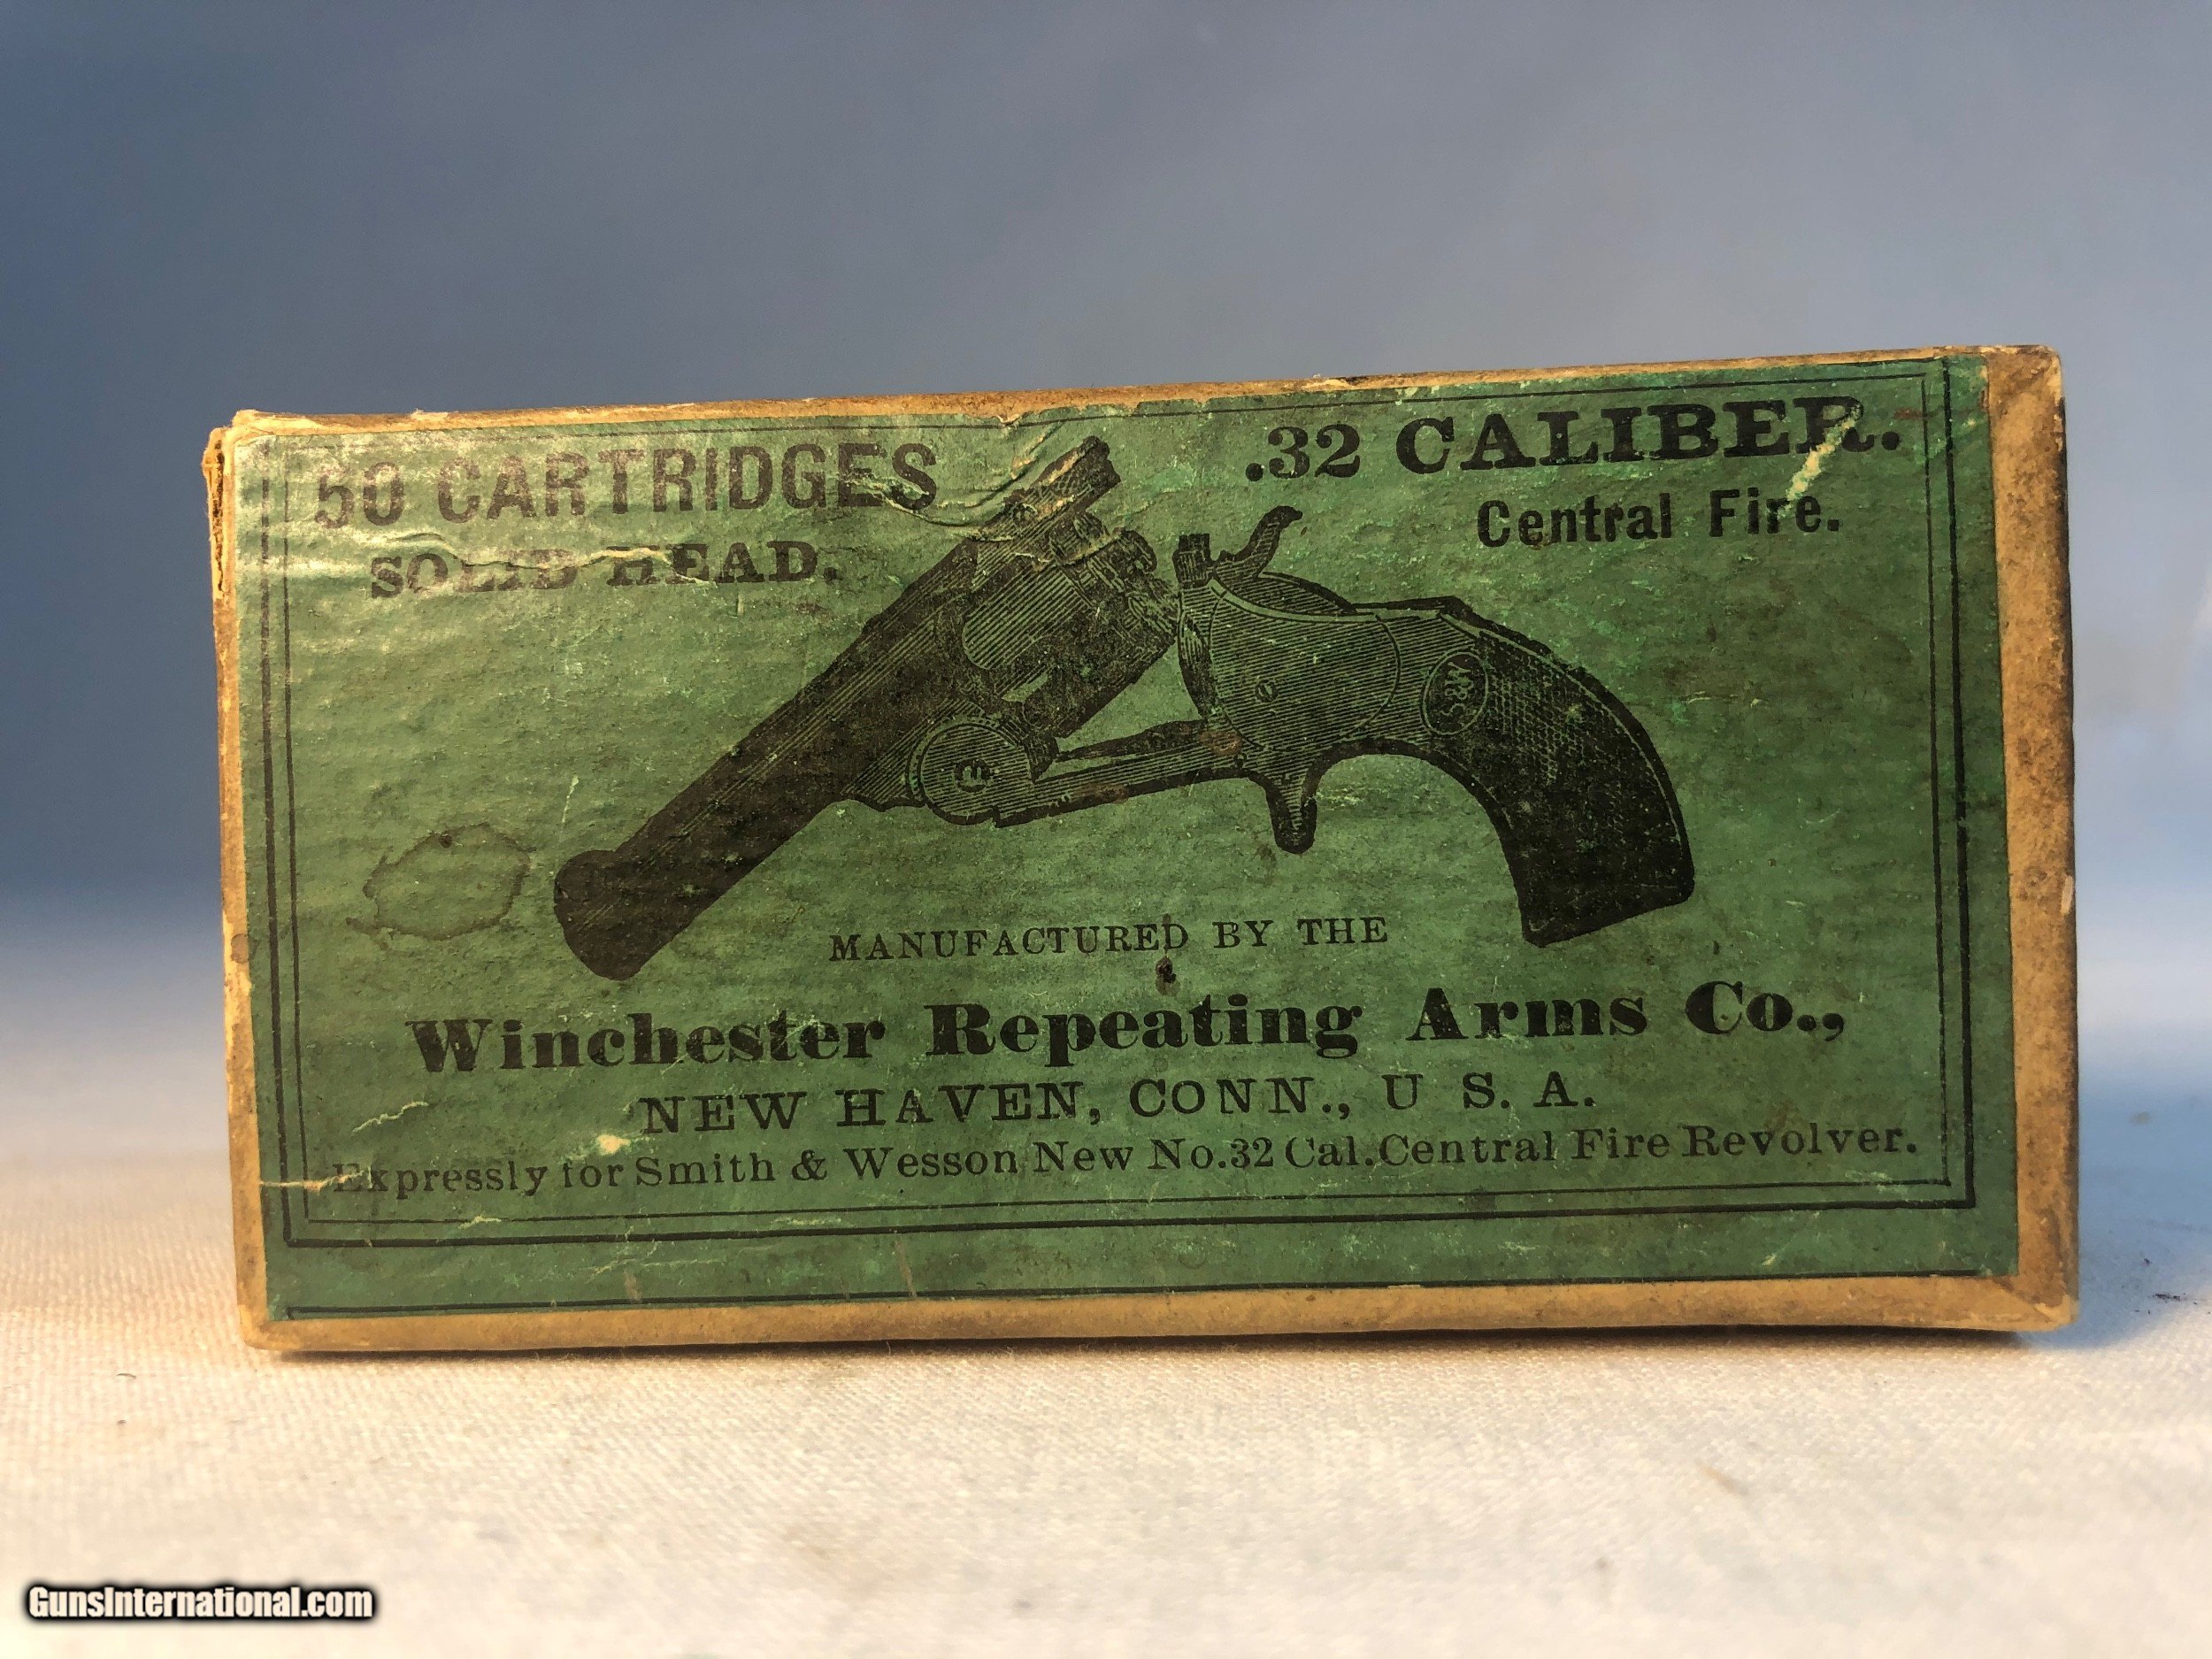 50 CARTRIDGES
SOLID HEAD.
.32 CALIBER.
Central Fire.
MANUFACTURED BY THE
Winchester Repeating Arms Co.,
NEW HAVEN, CONN., U S. A.
Expressly for Smith & Wesson New No.32 Cal.Central Fire Revolver.
GunsInternational.com